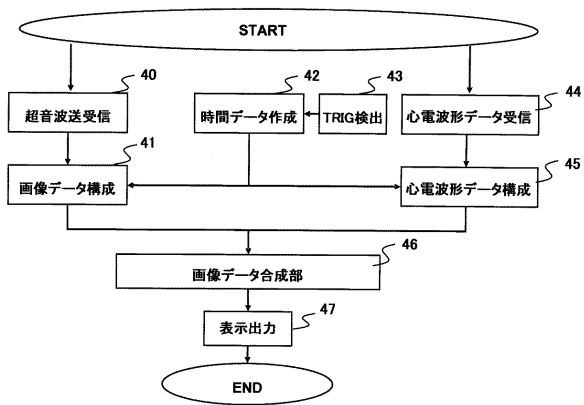 START
40
42
43
44
超音波送受信
時間データ作成
TRIG検出
心電波形データ受信
41
45
画像データ構成
心電波形データ構成
46
画像データ合成部
47
表示出力
END